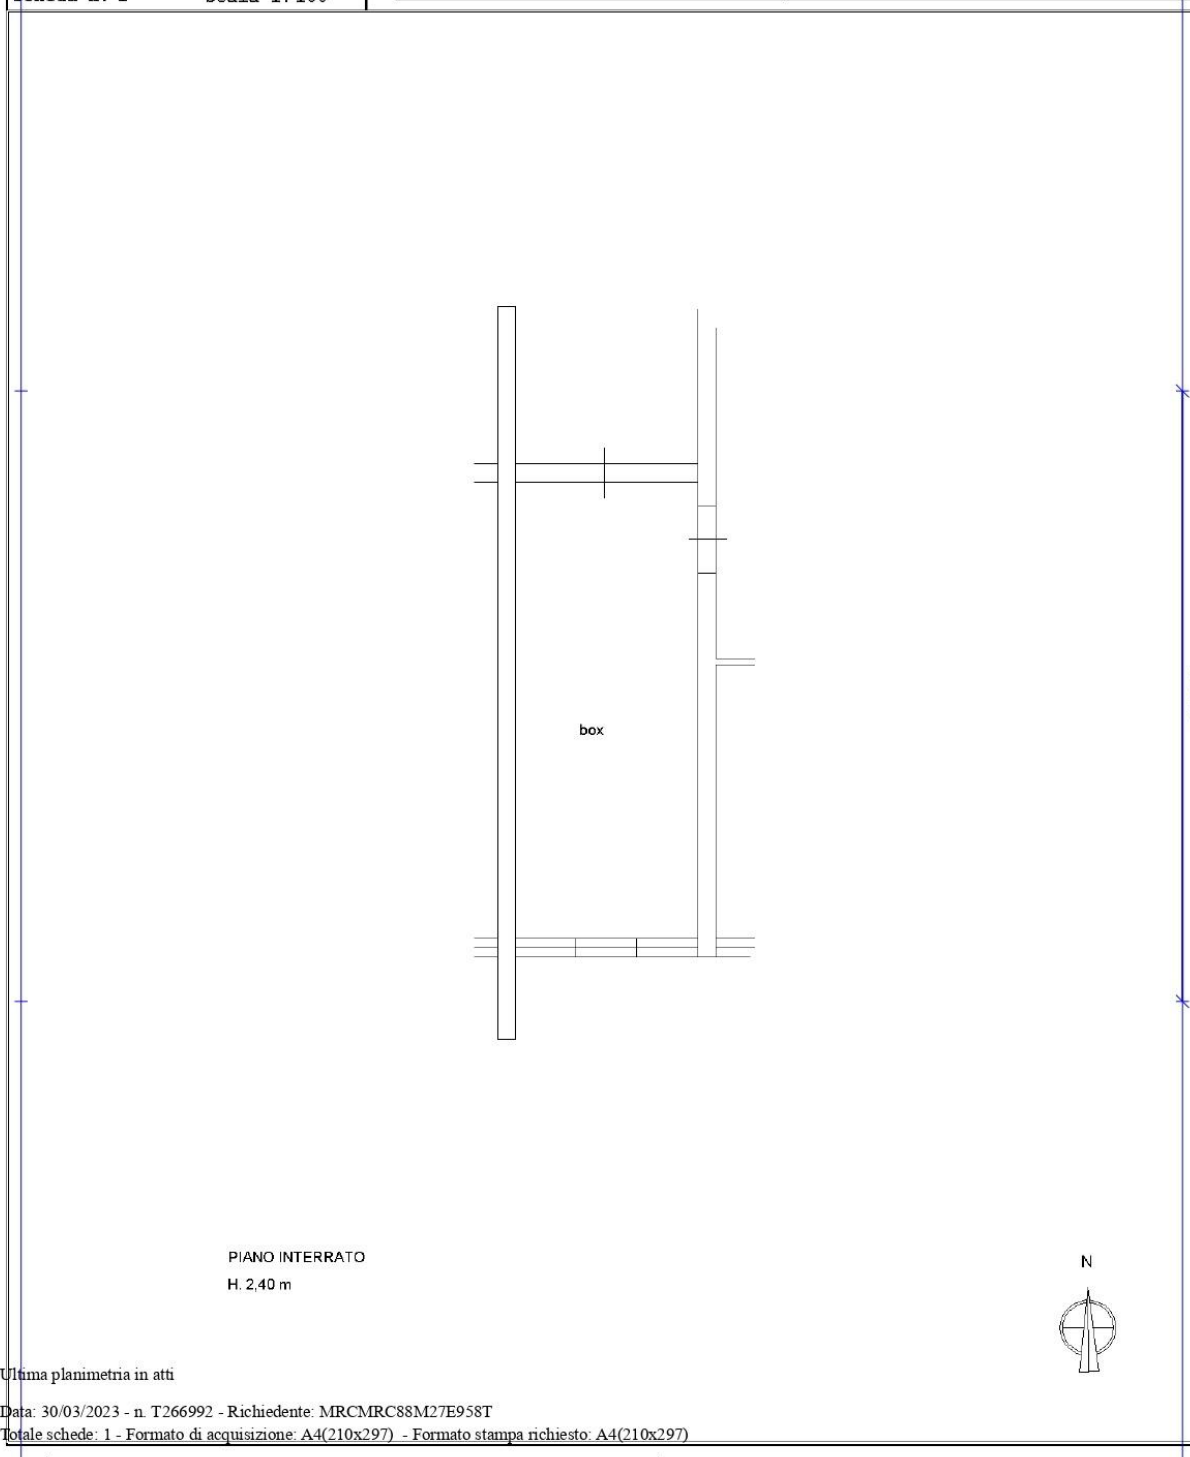 box
PIANO INTERRATO
H. 2,40 m
N
Ultima planimetria in atti
Data: 30/03/2023 - n. T266992 - Richiedente: MRCMRC88M27E958T
Totale schede: 1 - Formato di acquisizione: A4(210x297) - Formato stampa richiesto: A4(210x297)